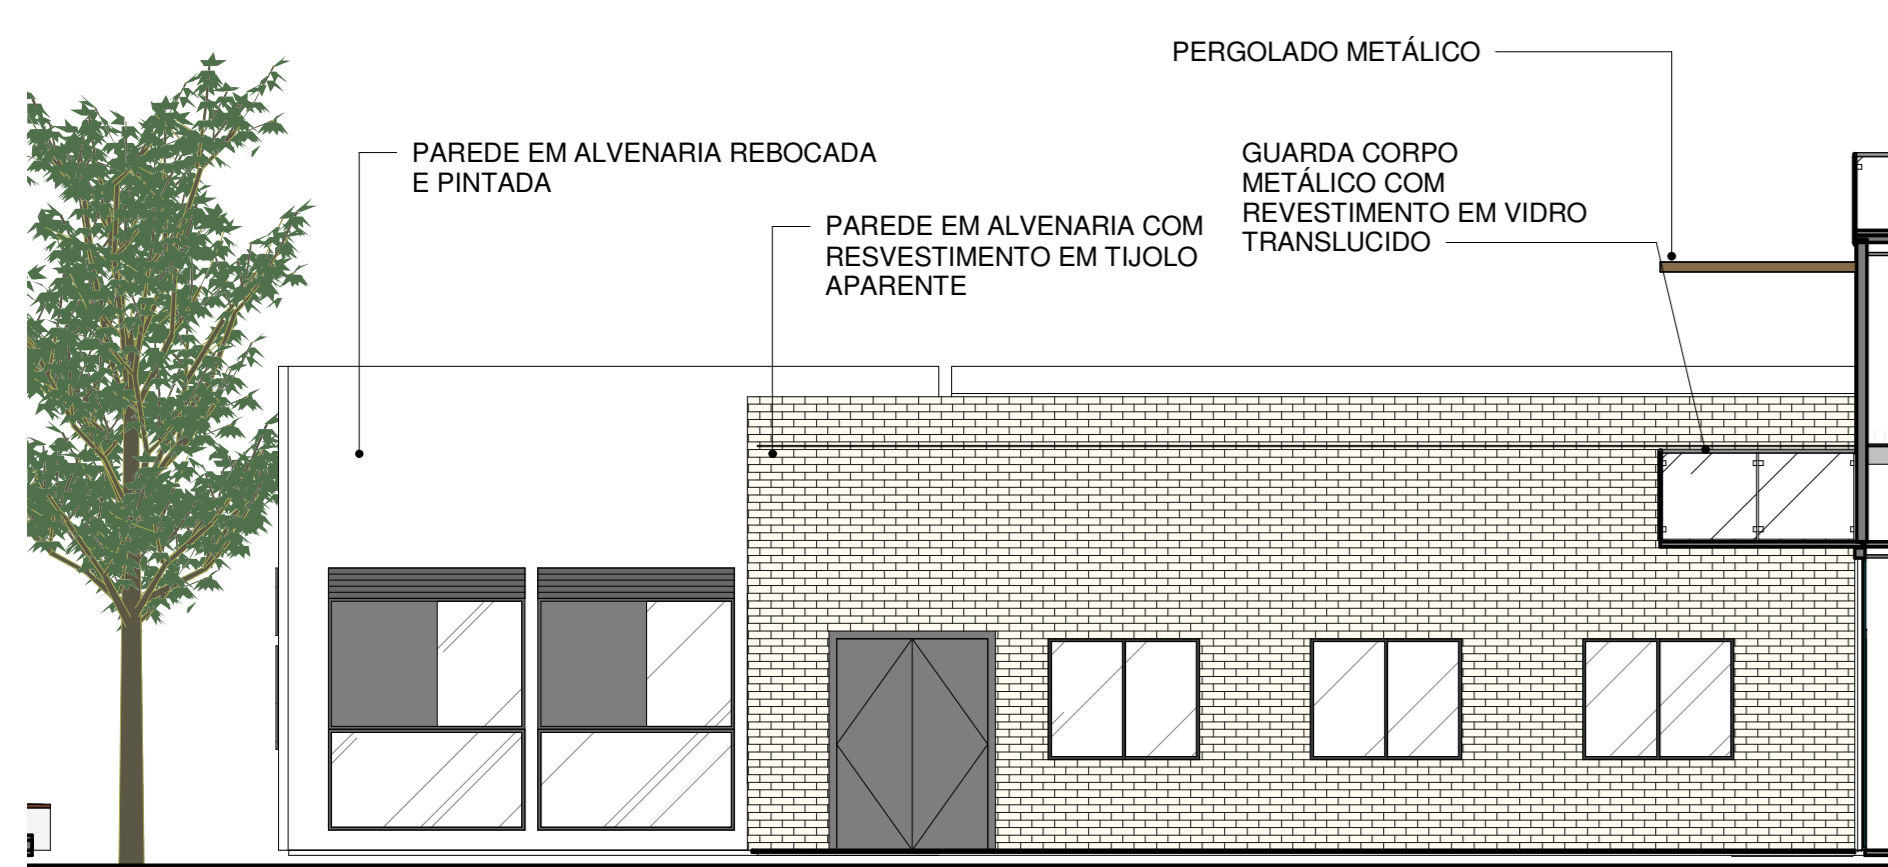 PERGOLADO METÁLICO
PAREDE EM ALVENARIA REBOCADA
E PINTADA
GUARDA CORPO
METÁLICO COM
REVESTIMENTO EM VIDRO
TRANSLUCIDO
PAREDE EM ALVENARIA COM
RESVESTIMENTO EM TIJOLO
APARENTE